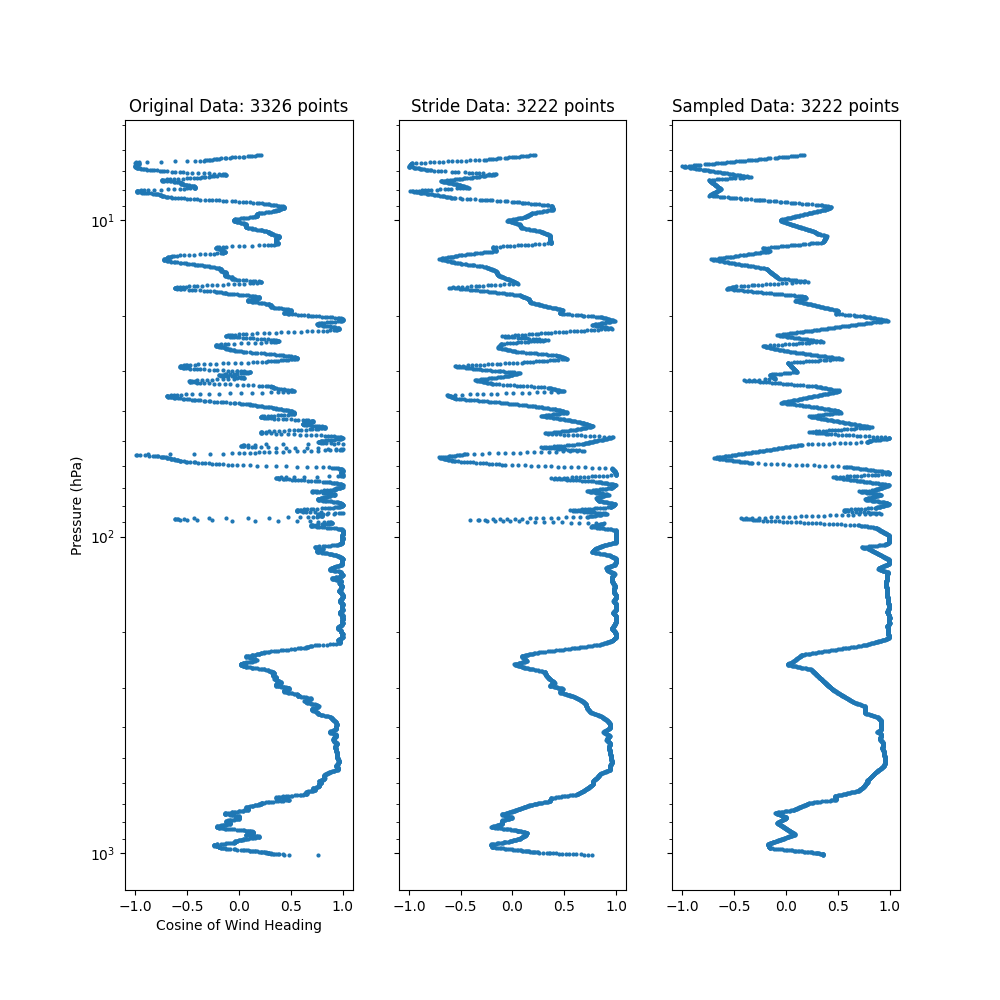 Original Data: 3326 points
Stride Data: 3222 points
Sampled Data: 3222 points
Pressure (hPa)
10¹
10²
10³
−1.0 −0.5 0.0 0.5 1.0
−1.0 −0.5 0.0 0.5 1.0
−1.0 −0.5 0.0 0.5 1.0
Cosine of Wind Heading